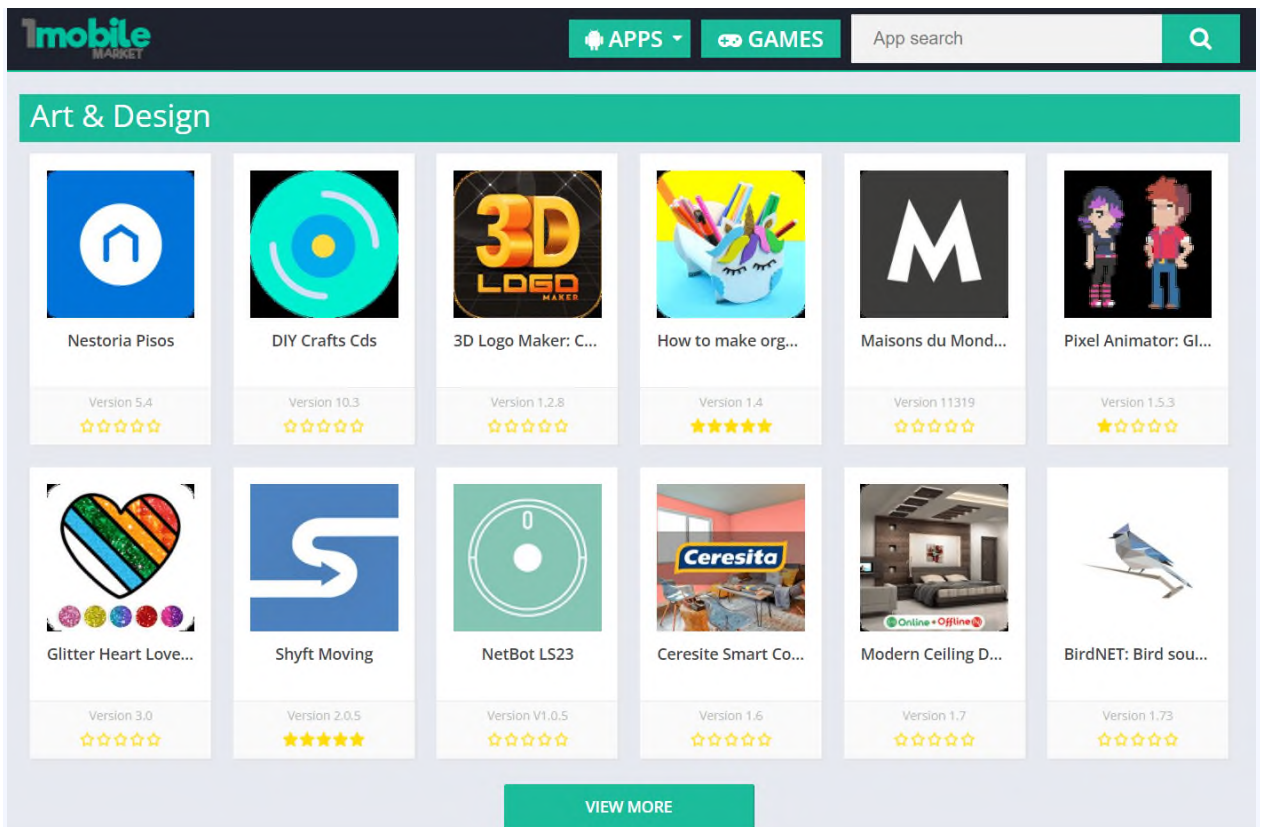 1mobile
MARKET
APPS
GAMES
App search
Art & Design
3D
LOGO
MAKER
M
Nestoria Pisos
DIY Crafts Cds
3D Logo Maker: C...
How to make org...
Maisons du Mond...
Pixel Animator: Gl...
Version 5.4
Version 10.3
Version 1.2.8
Version 1.4
Version 11319
Version 1.5.3
S
Ceresita
Online + Offline
Glitter Heart Love...
Shyft Moving
NetBot LS23
Ceresite Smart Co...
Modern Ceiling D...
BirdNET: Bird sou...
Version 3.0
Version 2.0.5
Version V1.0.5
Version 1.6
Version 1.7
Version 1.73
VIEW MORE